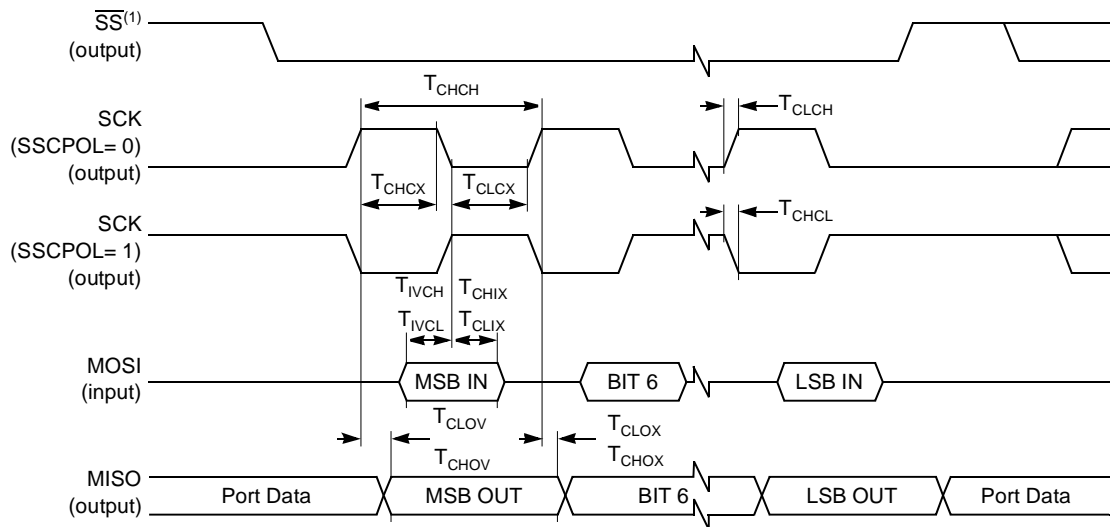 SS(1)
(output)
TCHCH
TCLCH
SCK
(SSCPOL= 0)
(output)
TCHCX
TCLCX
TCHCL
SCK
(SSCPOL= 1)
(output)
TIVCH
TCHIX
TIVCL
TCLIX
MOSI
(input)
MSB IN
BIT 6
LSB IN
TCLOV
TCLOX
TCHOV
TCHOX
MISO
(output)
Port Data
MSB OUT
BIT 6
LSB OUT
Port Data